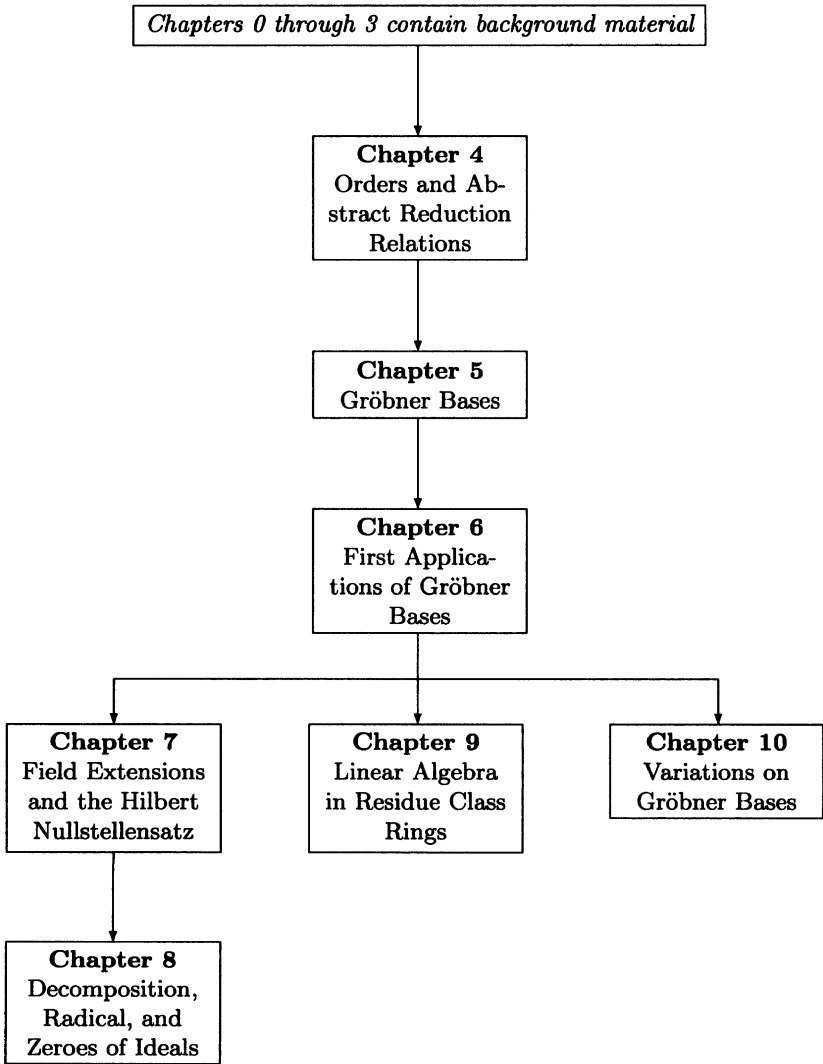 Chapters 0 through 3 contain background material
Chapter 4
Orders and Ab-
stract Reduction
Relations
Chapter 5
Gröbner Bases
Chapter 6
First Applica-
tions of Gröbner
Bases
Chapter 7
Field Extensions
and the Hilbert
Nullstellensatz
Chapter 9
Linear Algebra
in Residue Class
Rings
Chapter 10
Variations on
Gröbner Bases
Chapter 8
Decomposition,
Radical, and
Zeroes of Ideals